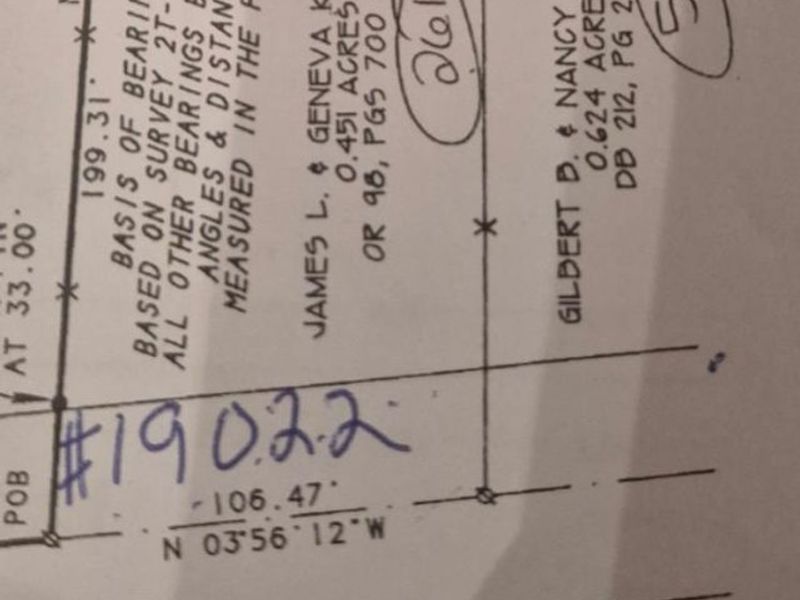 AT 33.00'
199.31'
BASIS OF
BASED ON SURVEY 2T-
ALL OTHER BEARINGS
ANGLES &
MEASURED IN THE
JAMES L. & GENEVA K
0.451 ACRES
OR 98, PGS 700
261
GILBERT B. & NANCY
0.624 ACRE
DB 212, PG 2
5
POB
#19022
106.47'
N 03°56'12"W